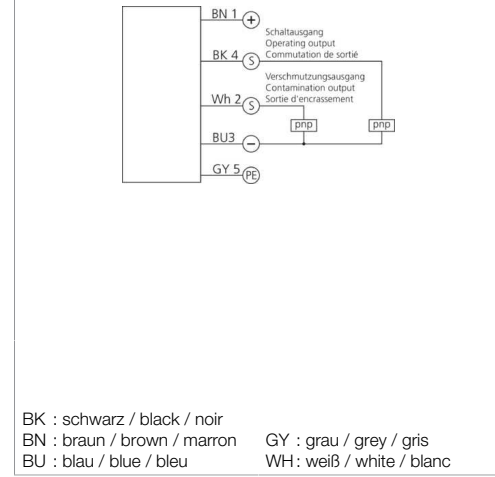 BN 1 +
Schaltausgang
Operating output
Commutation de sortié
BK 4 S
Verschmutzungsausgang
Contamination output
Sortie d'encrassement
Wh 2 S
pnp pnp
BU3 −
GY 5 PE
BK : schwarz / black / noir
BN : braun / brown / marron GY : grau / grey / gris
BU : blau / blue / bleu WH : weiß / white / blanc